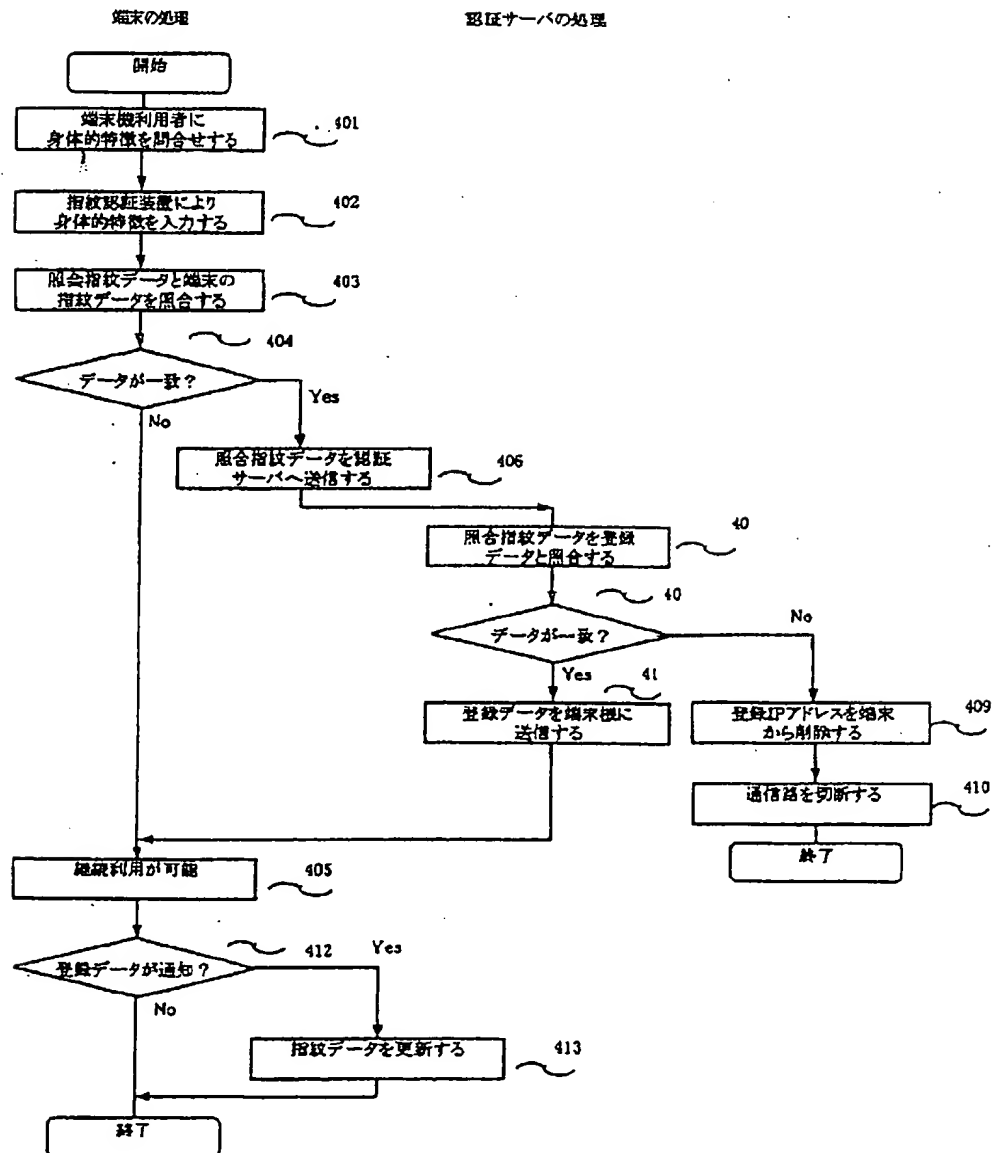 端末の処理
認証サーバの処理
開始
端末機利用者に
身体的特徴を問合せする
401
指紋認証装置により
身体的特徴を入力する
402
照会指紋データと端末の
指紋データを照合する
403
404
データが一致？
Yes
No
照合指紋データを認証
サーバへ送信する
406
照合指紋データを登録
データと照合する
40
40
データが一致？
No
Yes
41
登録データを端末機に
送信する
登録IPアドレスを端末
から削除する
409
通信路を切断する
410
終了
継続利用が可能
405
412
登録データが通知？
Yes
No
指紋データを更新する
413
終了